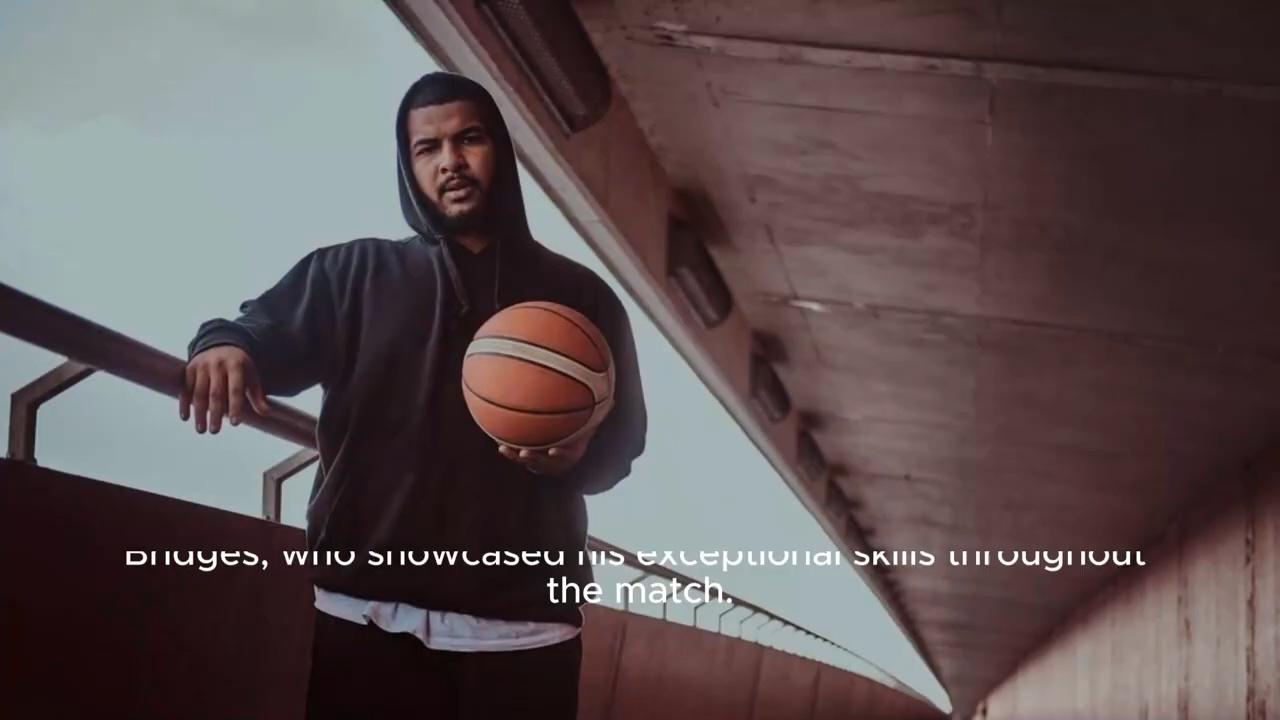 Bridges, who showcased his exceptional skills throughout
the match.